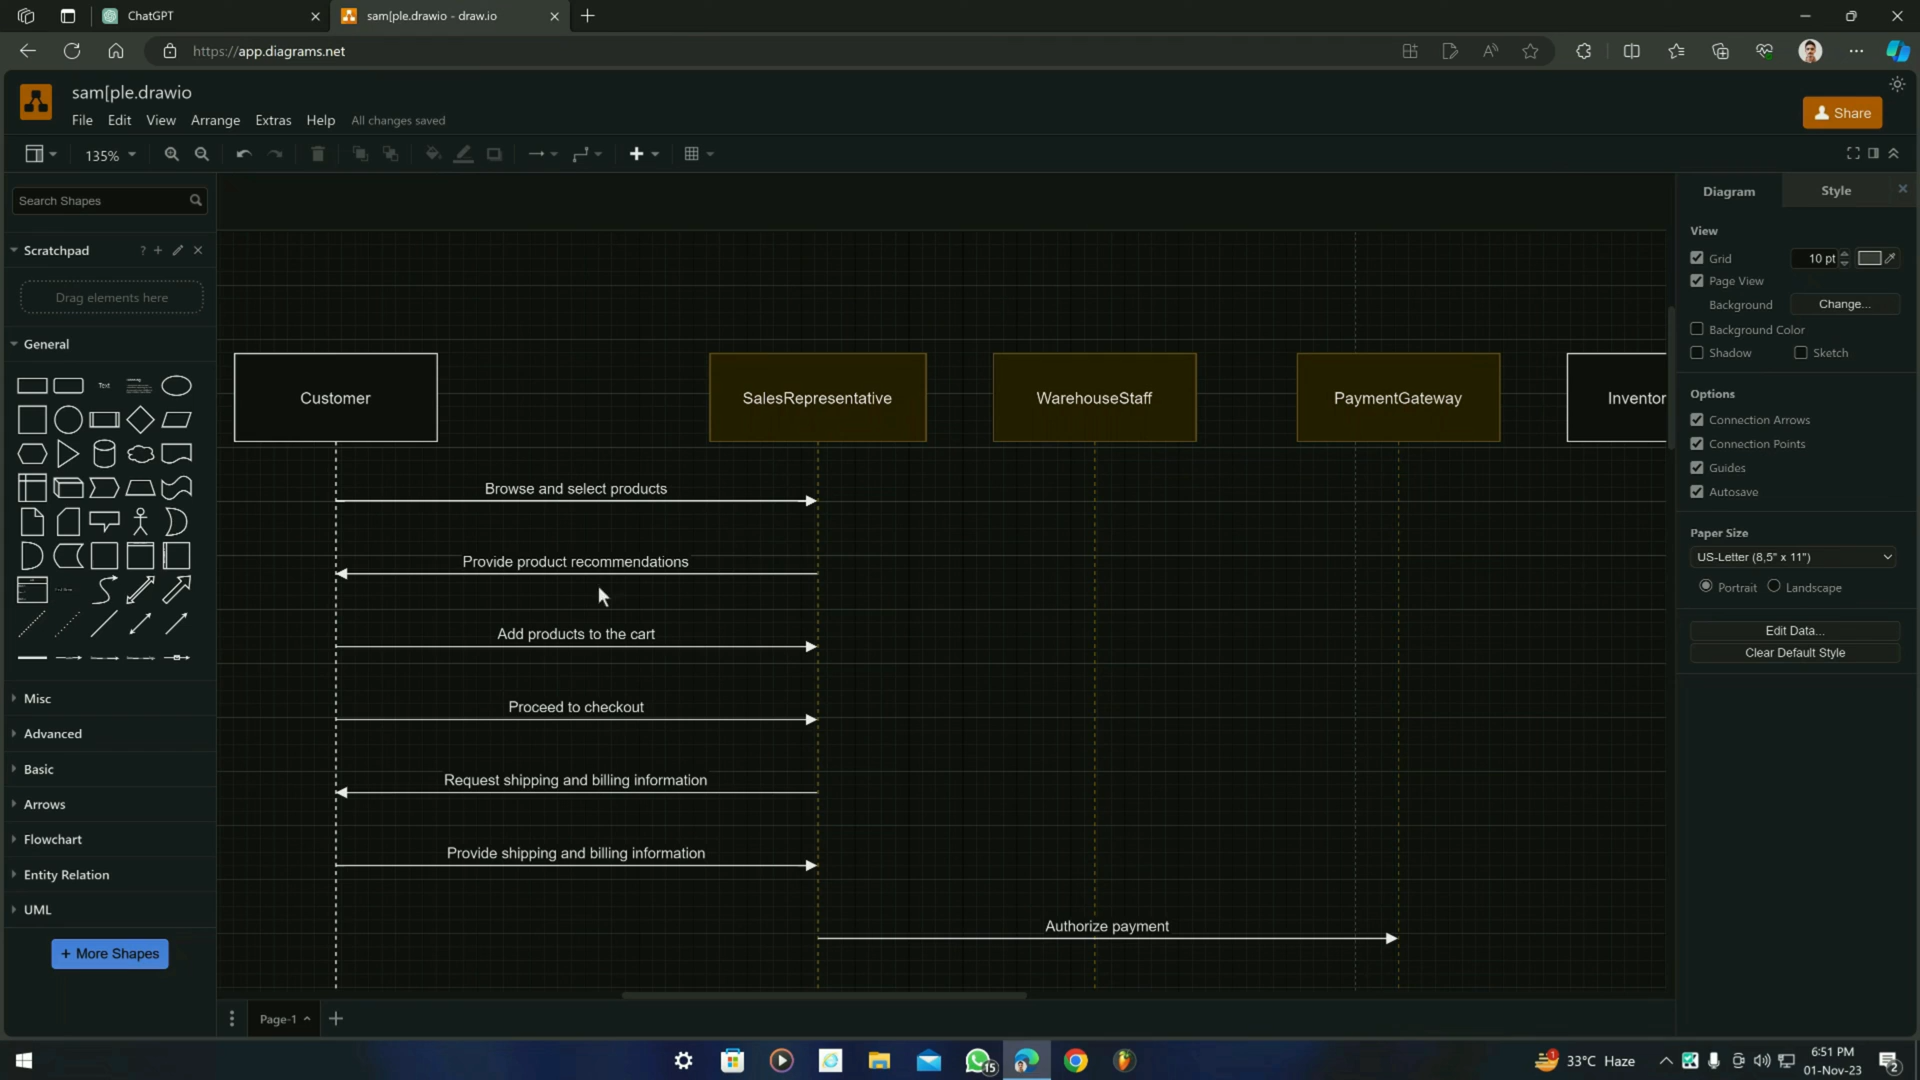 ChatGPT
sam[ple.drawio - draw.io
https://app.diagrams.net
sam[ple.drawio
File Edit View Arrange Extras Help All changes saved
Share
135%
Search Shapes
Scratchpad
?
Drag elements here
General
Text
Misc
Advanced
Basic
Arrows
Flowchart
Entity Relation
UML
+ More Shapes
Customer
SalesRepresentative
WarehouseStaff
PaymentGateway
Inventor
Browse and select products
Provide product recommendations
Add products to the cart
Proceed to checkout
Request shipping and billing information
Provide shipping and billing information
Authorize payment
Diagram Style
View
Grid 10 pt
Page View
Background Change...
Background Color
Shadow Sketch
Options
Connection Arrows
Connection Points
Guides
Autosave
Paper Size
US-Letter (8,5" x 11")
Portrait Landscape
Edit Data...
Clear Default Style
Page-1
15
1
33°C Haze
6:51 PM
01-Nov-23
2